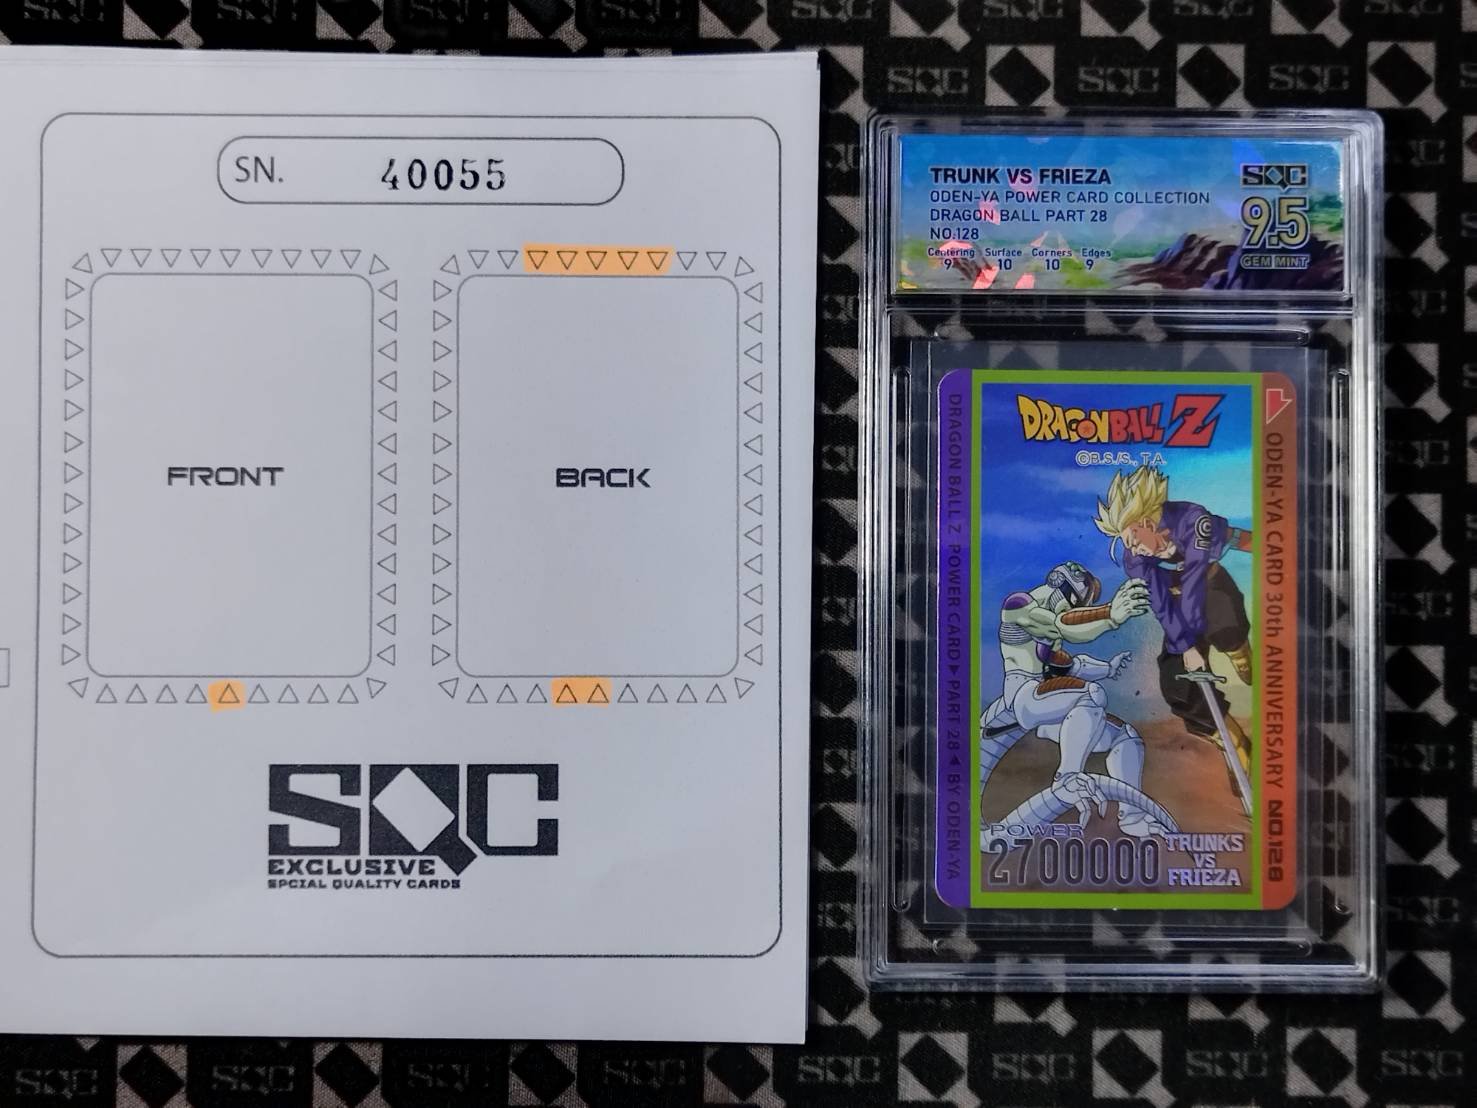 SN. 40055
FRONT
BACK
SQC
EXCLUSIVE
SPCIAL QUALITY CARDS
TRUNK VS FRIEZA
ODEN-YA POWER CARD COLLECTION
DRAGON BALL PART 28
NO.128
Centering Surface Corners Edges
9 10 10 9
SQC
9.5
GEM MINT
DRAGON BALL Z
©B.S./S., T.A.
DRAGON BALL Z POWER CARD ▶ PART 28 ◀ BY ODEN-YA
ODEN-YA CARD 30th ANNIVERSARY NO.128
POWER
2700000
TRUNKS
VS
FRIEZA